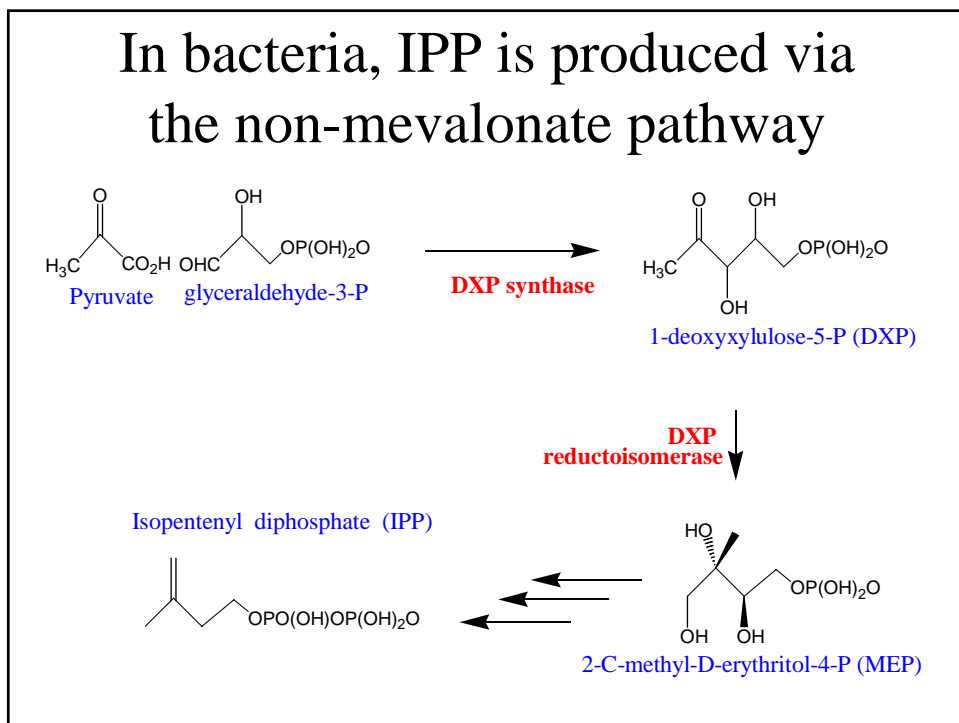 In bacteria, IPP is produced via
the non-mevalonate pathway
O
H3C
CO2H
Pyruvate
OH
OHC
OP(OH)2O
glyceraldehyde-3-P
DXP synthase
O
OH
H3C
OP(OH)2O
OH
1-deoxyxylulose-5-P (DXP)
DXP
reductoisomerase
Isopentenyl diphosphate (IPP)
OPO(OH)OP(OH)2O
HO
OP(OH)2O
OH
OH
2-C-methyl-D-erythritol-4-P (MEP)